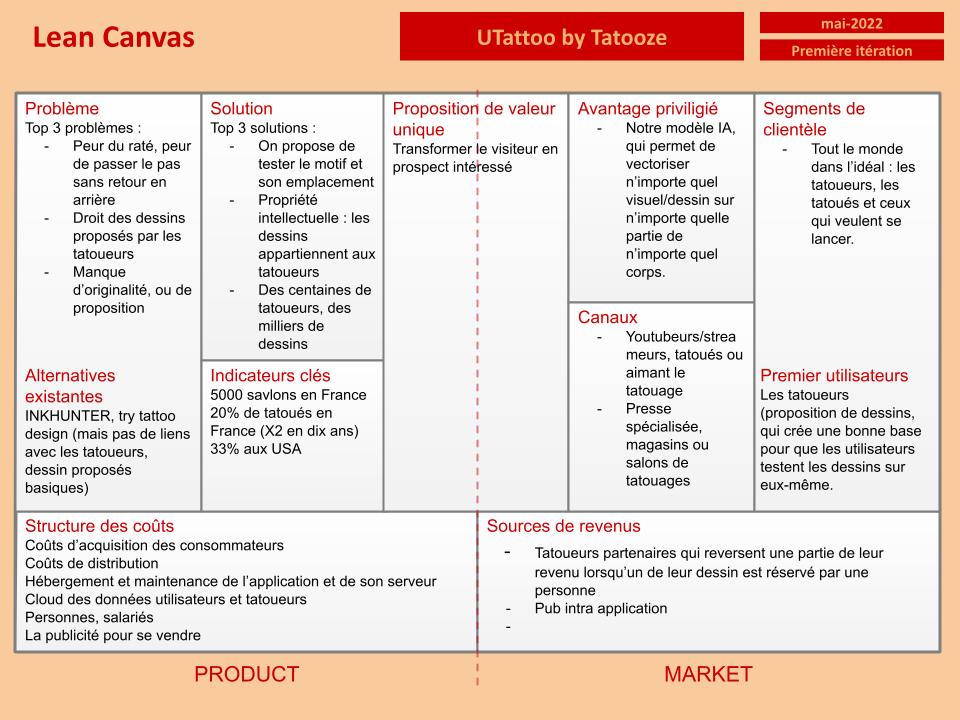 Lean Canvas
UTattoo by Tatooze
mai-2022
Première itération
Problème
Top 3 problèmes :
- Peur du raté, peur
de passer le pas
sans retour en
arrière
- Droit des dessins
proposés par les
tatoueurs
- Manque
d’originalité, ou de
proposition
Alternatives
existantes
INKHUNTER, try tatto
design (mais pas de liens
avec les tatoueurs,
dessin proposés
basiques)
Solution
Top 3 solutions :
- On propose de
tester le motif et
son emplacement
- Propriété
intellectuelle : les
dessins
appartiennent aux
tatoueurs
- Des centaines de
tatoueurs, des
milliers de
dessins
Indicateurs clés
5000 savlons en France
20% de tatoués en
France (X2 en dix ans)
33% aux USA
Proposition de valeur
unique
Transformer le visiteur en
prospect intéressé
Avantage priviligié
- Notre modèle IA,
qui permet de
vectoriser
n’importe quel
visuel/dessin sur
n’importe quelle
partie de
n’importe quel
corps.
Canaux
- Youtubeurs/strea
meurs, tatoués ou
aimant le
tatouage
- Presse
spécialisée,
magasins ou
salons de
tatouages
Segments de
clientèle
- Tout le monde
dans l’idéal : les
tatoueurs, les
tatoués et ceux
qui veulent se
lancer.
Premier utilisateurs
Les tatoueurs
(proposition de dessins,
qui crée une bonne base
pour que les utilisateurs
testent les dessins sur
eux-même.
Structure des coûts
Coûts d’acquisition des consommateurs
Coûts de distribution
Hébergement et maintenance de l’application et de son serveur
Cloud des données utilisateurs et tatoueurs
Personnes, salariés
La publicité pour se vendre
Sources de revenus
- Tatoueurs partenaires qui reversent une partie de leur
revenu lorsqu’un de leur dessin est réservé par une
personne
- Pub intra application
-
PRODUCT
MARKET